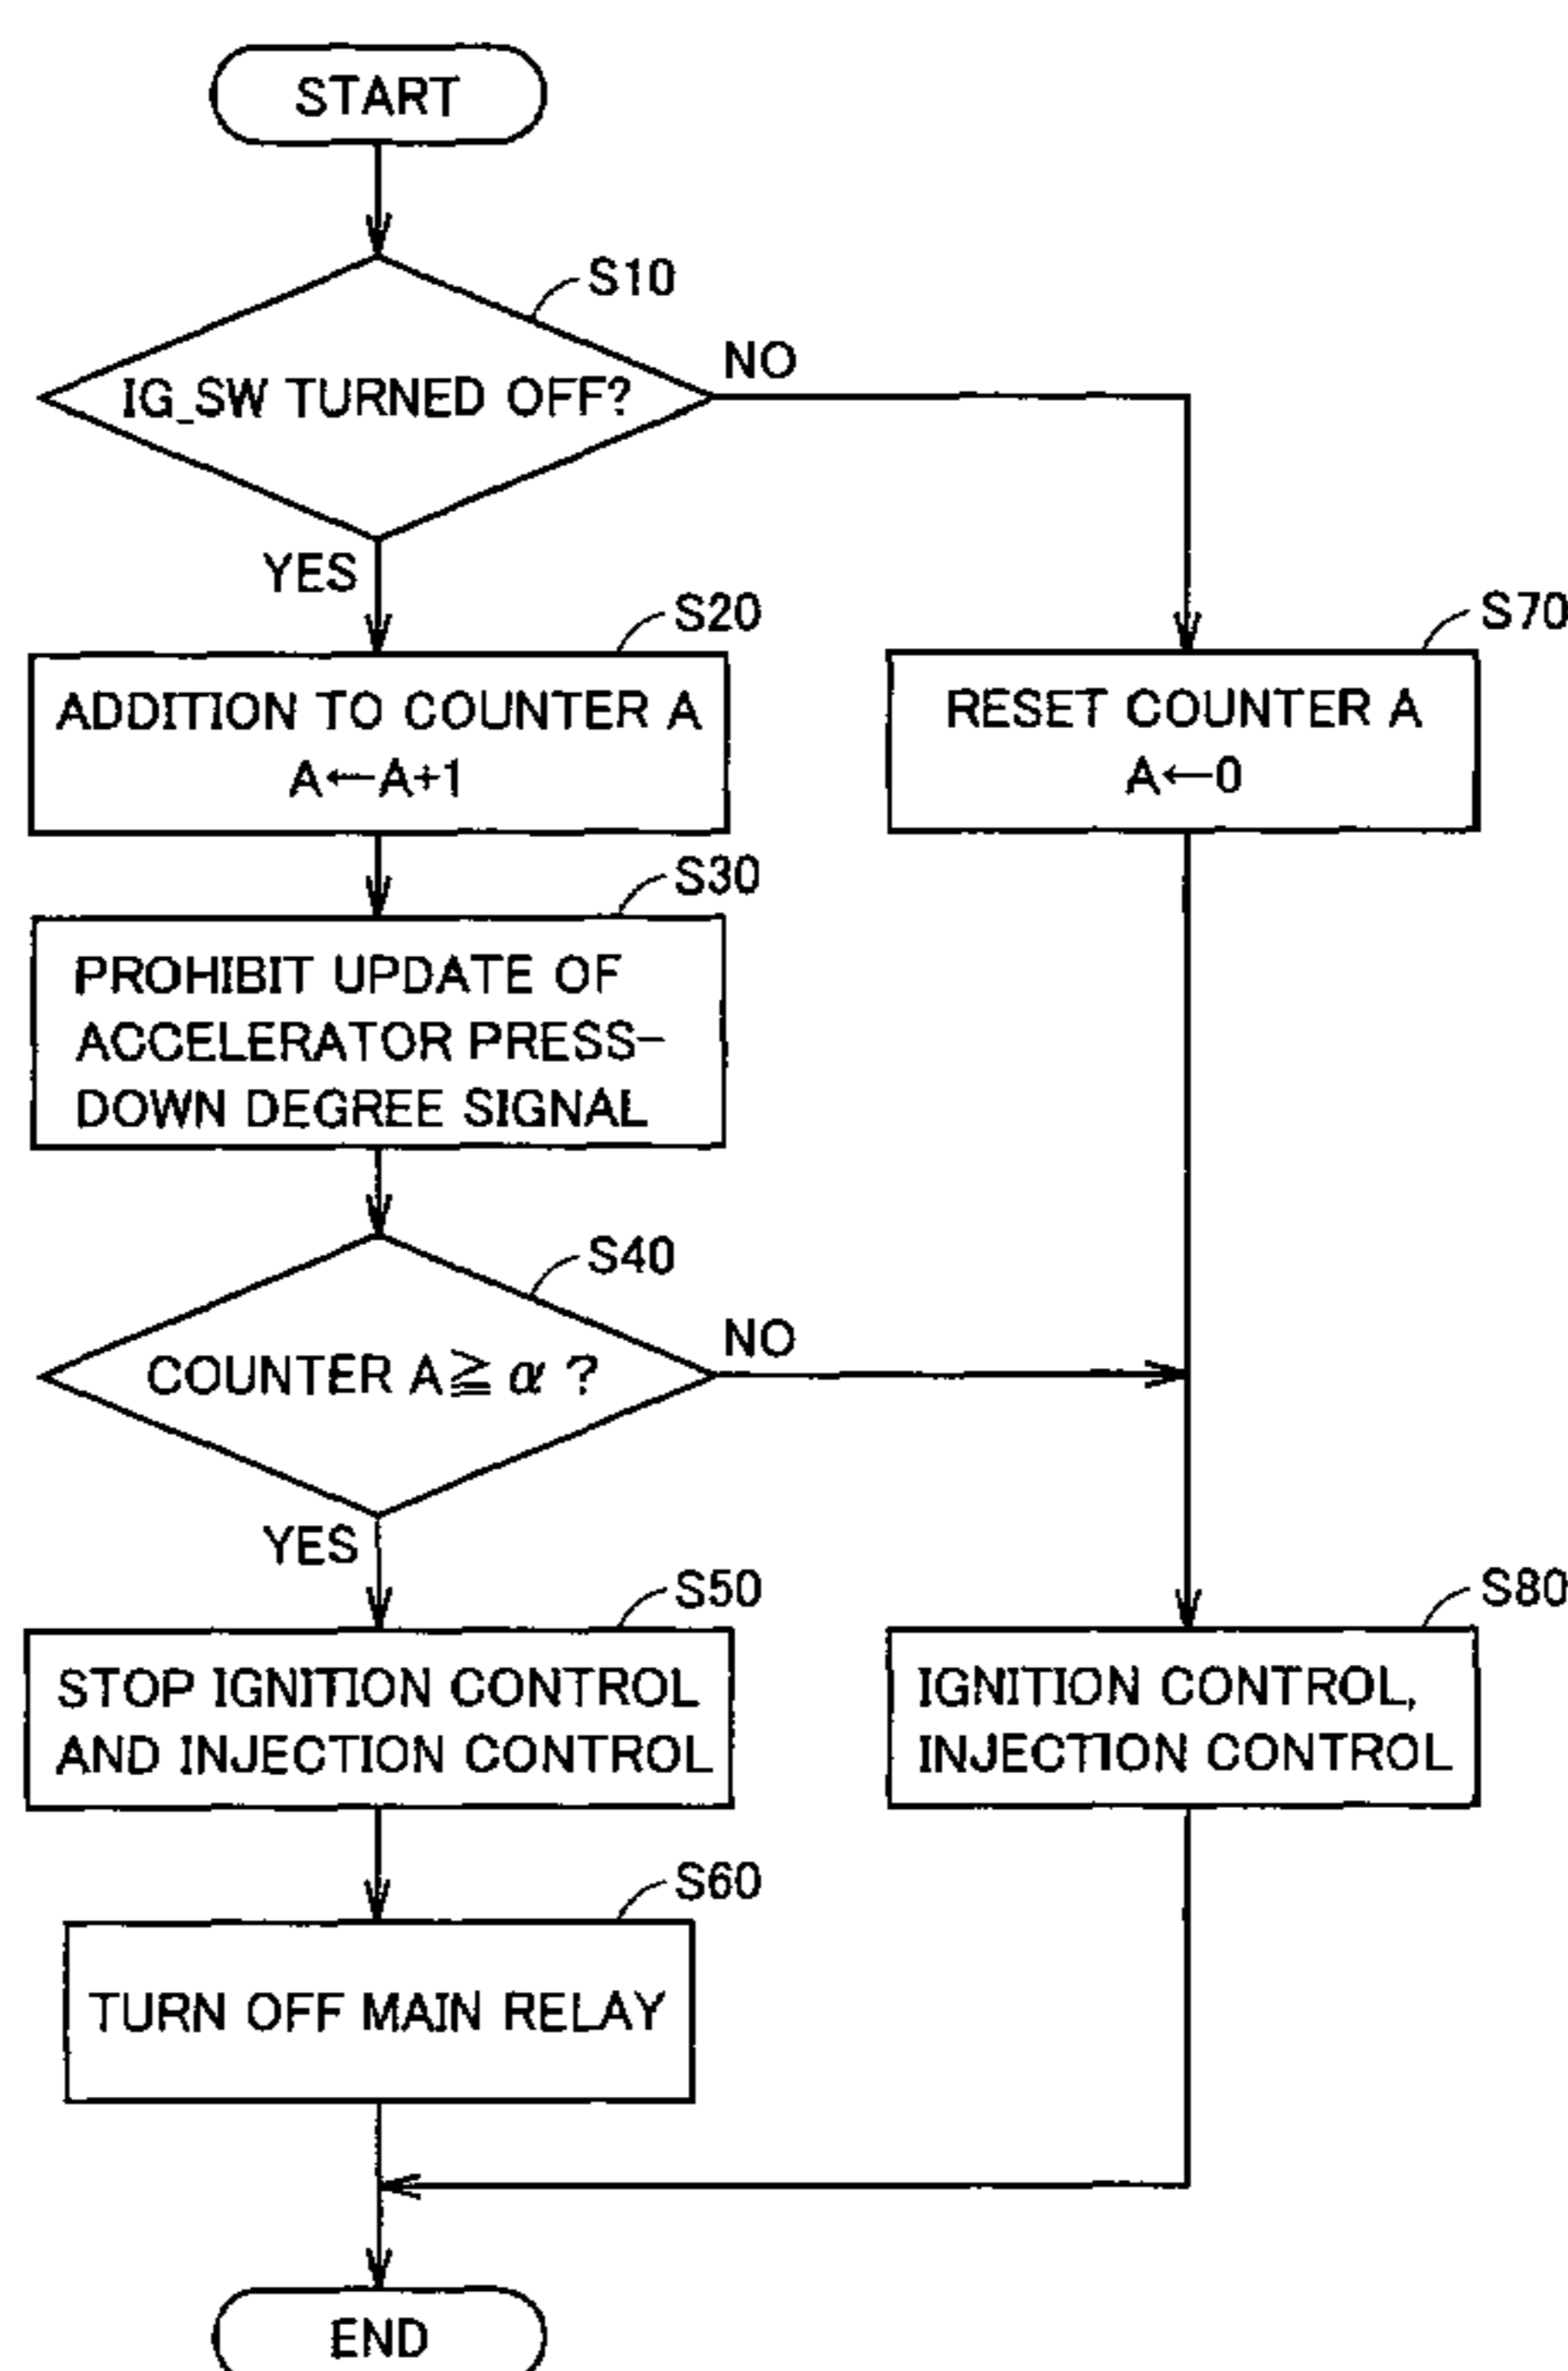 START
S10
IG_SW TURNED OFF?
NO
YES
S20
ADDITION TO COUNTER A
A←A+1
S70
RESET COUNTER A
A←0
S30
PROHIBIT UPDATE OF
ACCELERATOR PRESS-
DOWN DEGREE SIGNAL
S40
COUNTER A≧α ?
NO
YES
S50
STOP IGNITION CONTROL
AND INJECTION CONTROL
S80
IGNITION CONTROL,
INJECTION CONTROL
S60
TURN OFF MAIN RELAY
END